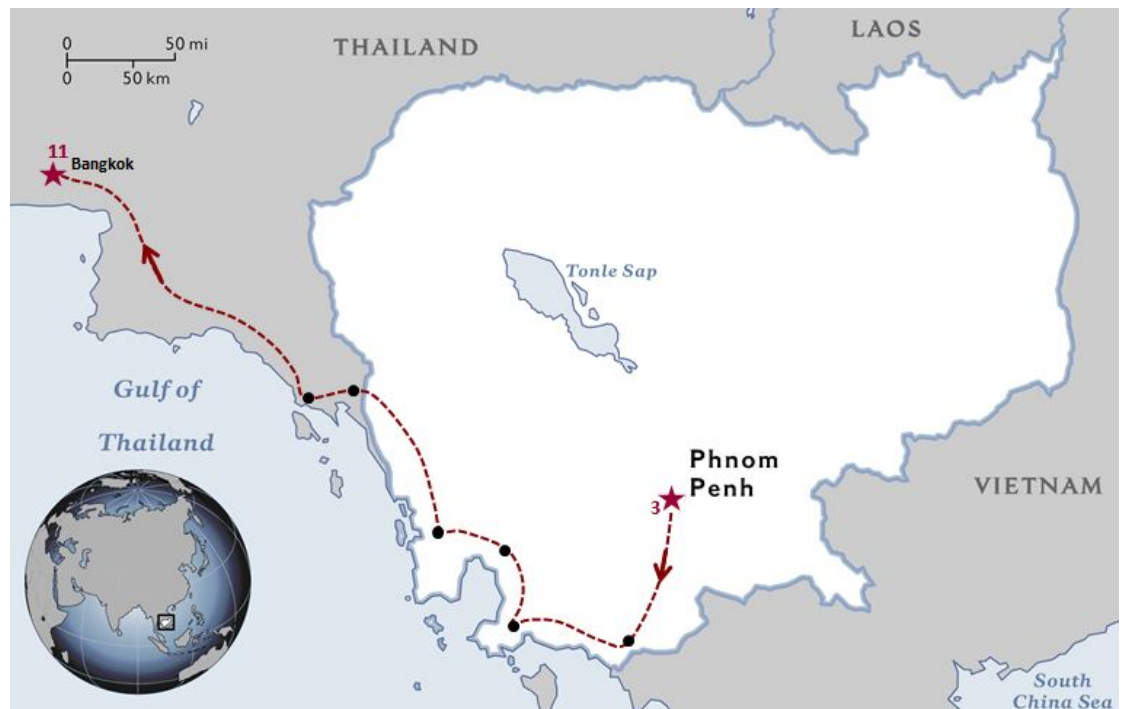 0 50 mi
0 50 km
THAILAND
LAOS
11
Bangkok
Tonle Sap
Gulf of
Thailand
Phnom
Penh
3
VIETNAM
South
China Sea